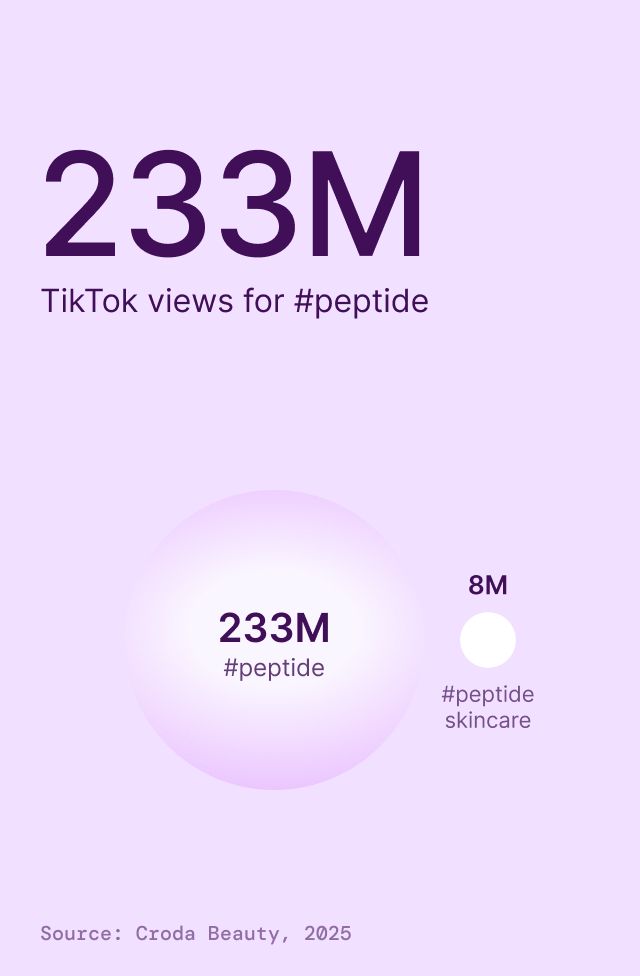 233M
TikTok views for #peptide
233M
#peptide
8M
#peptide
skincare
Source: Croda Beauty, 2025